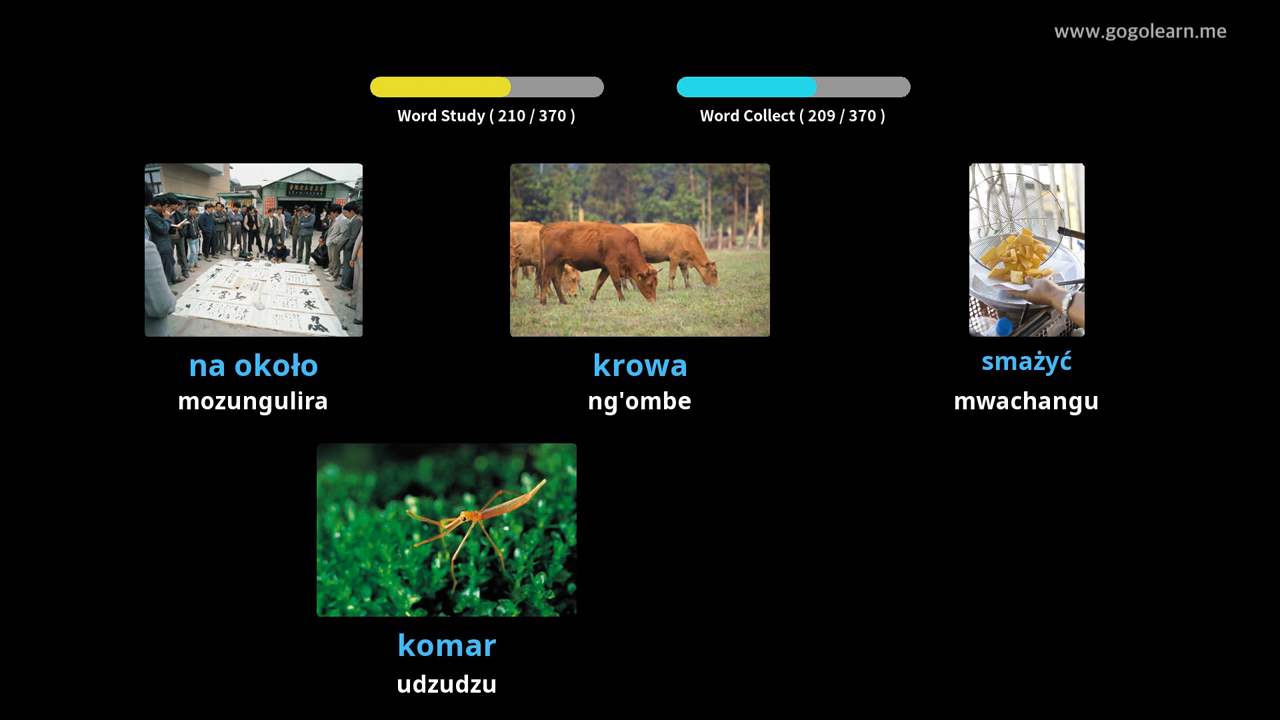 www.gogolearn.me
Word Study ( 210 / 370 )
Word Collect ( 209 / 370 )
na około
mozungulira
krowa
ng'ombe
smażyć
mwachangu
komar
udzudzu